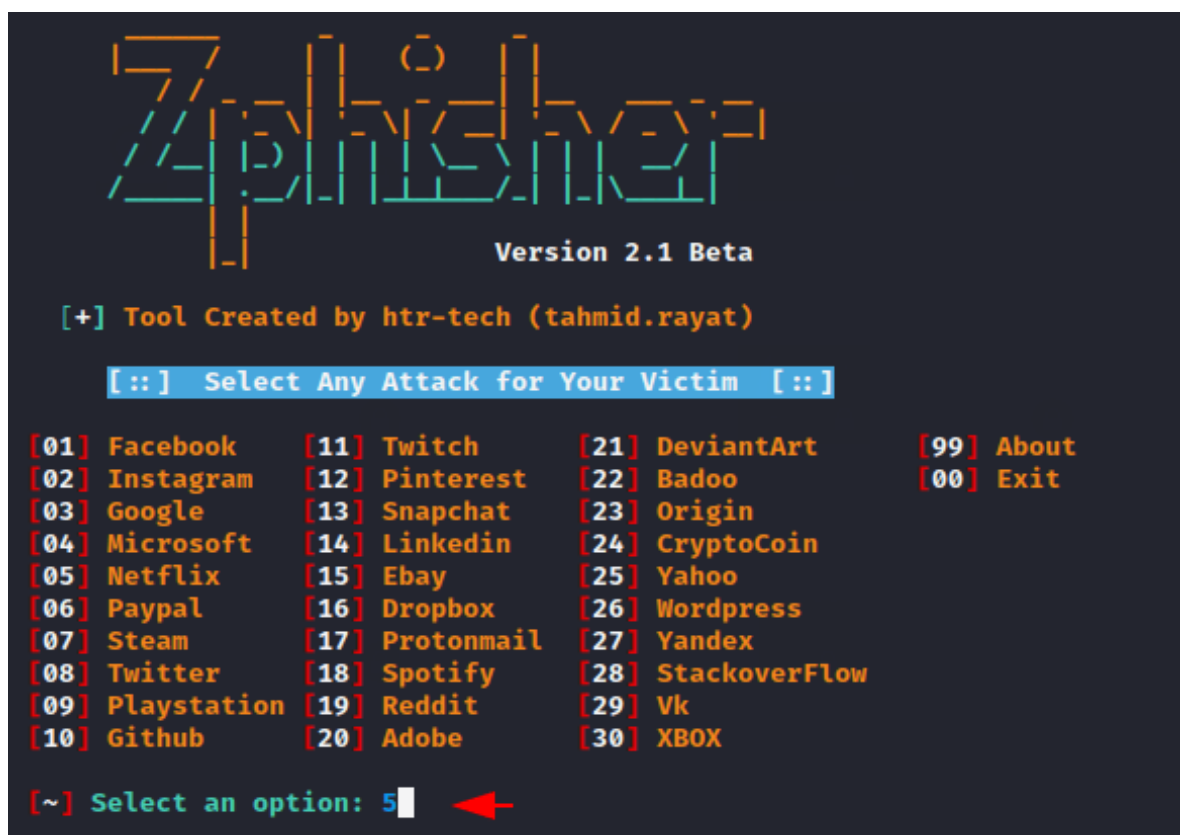 Zphisher
Version 2.1 Beta
[+] Tool Created by htr-tech (tahmid.rayat)
[::] Select Any Attack for Your Victim [::]
[01] Facebook [11] Twitch [21] DeviantArt [99] About
[02] Instagram [12] Pinterest [22] Badoo [00] Exit
[03] Google [13] Snapchat [23] Origin
[04] Microsoft [14] Linkedin [24] CryptoCoin
[05] Netflix [15] Ebay [25] Yahoo
[06] Paypal [16] Dropbox [26] Wordpress
[07] Steam [17] Protonmail [27] Yandex
[08] Twitter [18] Spotify [28] StackoverFlow
[09] Playstation [19] Reddit [29] Vk
[10] Github [20] Adobe [30] XBOX
[~] Select an option: 5